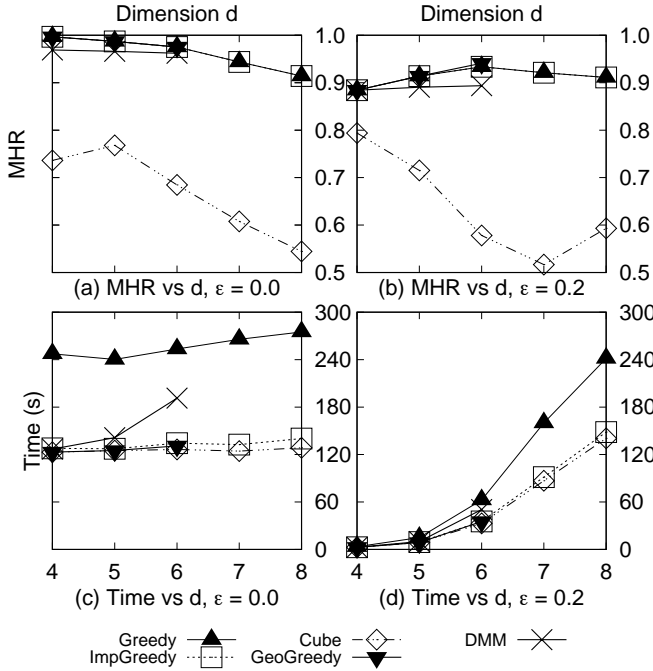 Dimension d Dimension d
1.0 1.0
0.9 0.9
0.8 0.8
0.7 0.7
0.6 0.6
0.5 0.5
MHR
(a) MHR vs d, ε = 0.0 (b) MHR vs d, ε = 0.2
300 300
240 240
180 180
120 120
60 60
0 0
Time (s)
4 5 6 7 8 4 5 6 7 8
(c) Time vs d, ε = 0.0 (d) Time vs d, ε = 0.2
Greedy Cube DMM
ImpGreedy GeoGreedy